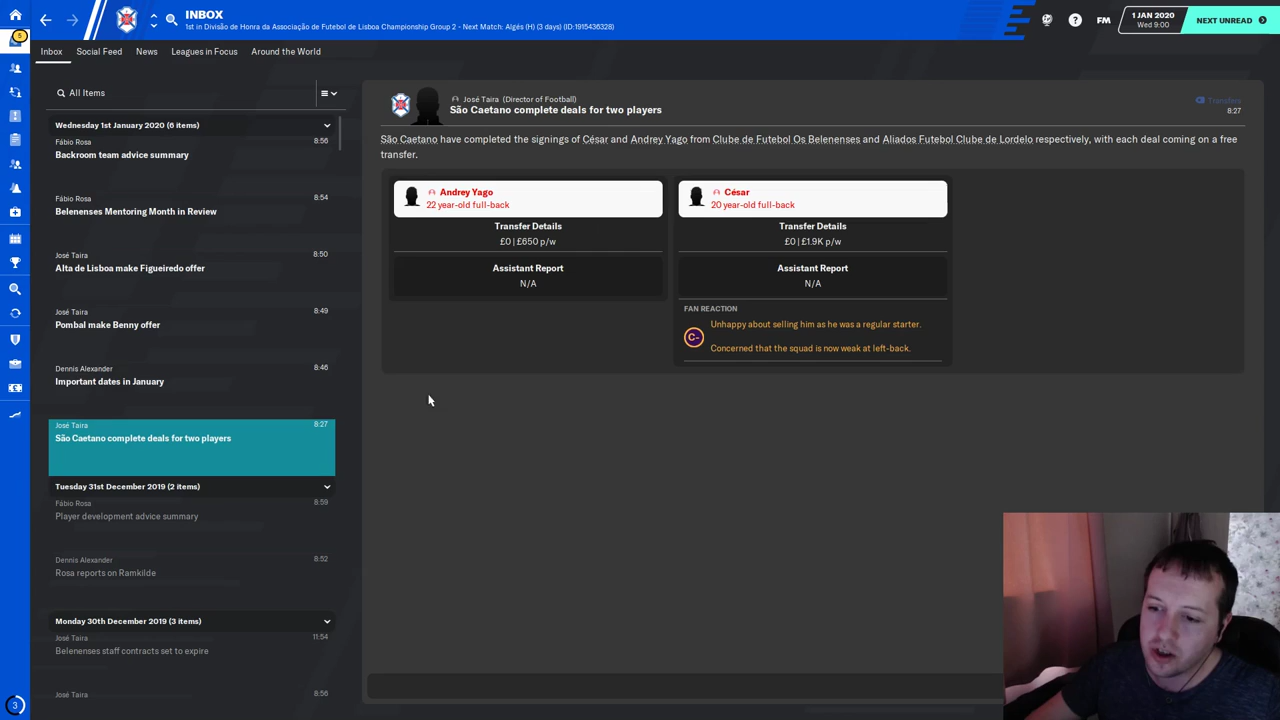 INBOX
1st in Divisão de Honra da Associação de Futebol de Lisboa Championship Group 2 - Next Match: Algés (H) (3 days) (ID:1915436328)
FM
1 JAN 2020
Wed 9:00
NEXT UNREAD
5
Inbox
Social Feed
News
Leagues in Focus
Around the World
All Items
Wednesday 1st January 2020 (6 items)
Fábio Rosa
8:56
Backroom team advice summary
Fábio Rosa
8:54
Belenenses Mentoring Month in Review
José Taira
8:50
Alta de Lisboa make Figueiredo offer
José Taira
8:49
Pombal make Benny offer
Dennis Alexander
8:46
Important dates in January
José Taira
8:27
São Caetano complete deals for two players
Tuesday 31st December 2019 (2 items)
Fábio Rosa
8:59
Player development advice summary
Dennis Alexander
8:52
Rosa reports on Ramkilde
Monday 30th December 2019 (3 items)
José Taira
11:54
Belenenses staff contracts set to expire
José Taira
8:56
3
José Taira (Director of Football)
São Caetano complete deals for two players
Transfers
8:27
São Caetano have completed the signings of César and Andrey Yago from Clube de Futebol Os Belenenses and Aliados Futebol Clube de Lordelo respectively, with each deal coming on a free
transfer.
Andrey Yago
22 year-old full-back
Transfer Details
£0 | £650 p/w
Assistant Report
N/A
César
20 year-old full-back
Transfer Details
£0 | £1.9K p/w
Assistant Report
N/A
FAN REACTION
C-
Unhappy about selling him as he was a regular starter.
Concerned that the squad is now weak at left-back.